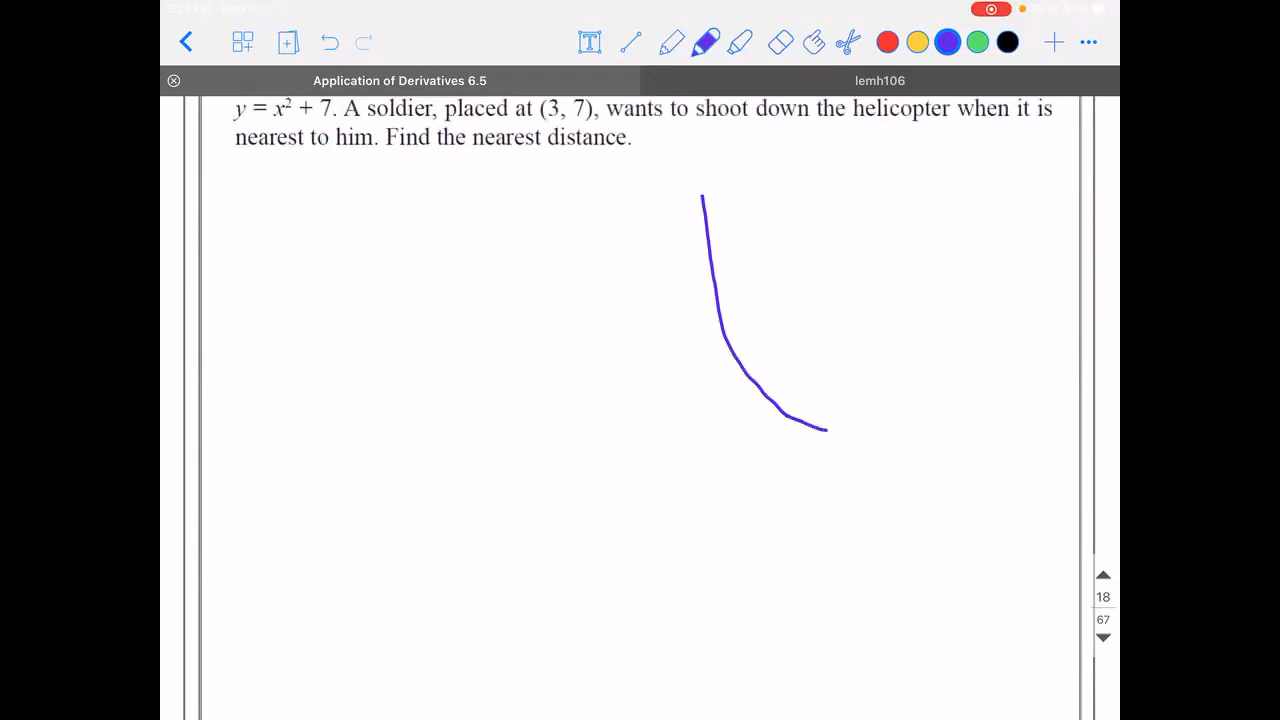 Application of Derivatives 6.5
lemh106
y = x² + 7. A soldier, placed at (3, 7), wants to shoot down the helicopter when it is
nearest to him. Find the nearest distance.
18
67